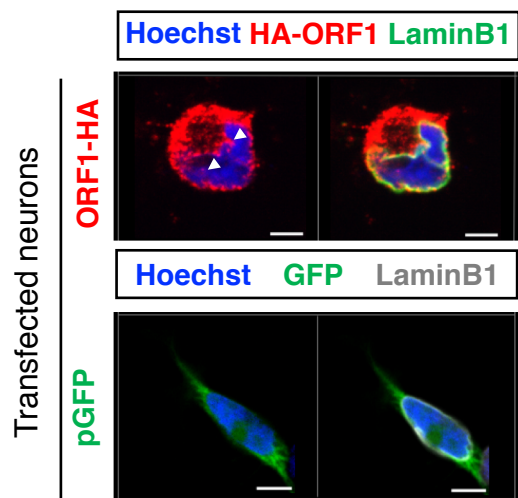 Hoechst HA-ORF1 LaminB1
Transfected neurons
ORF1-HA
Hoechst GFP LaminB1
pGFP